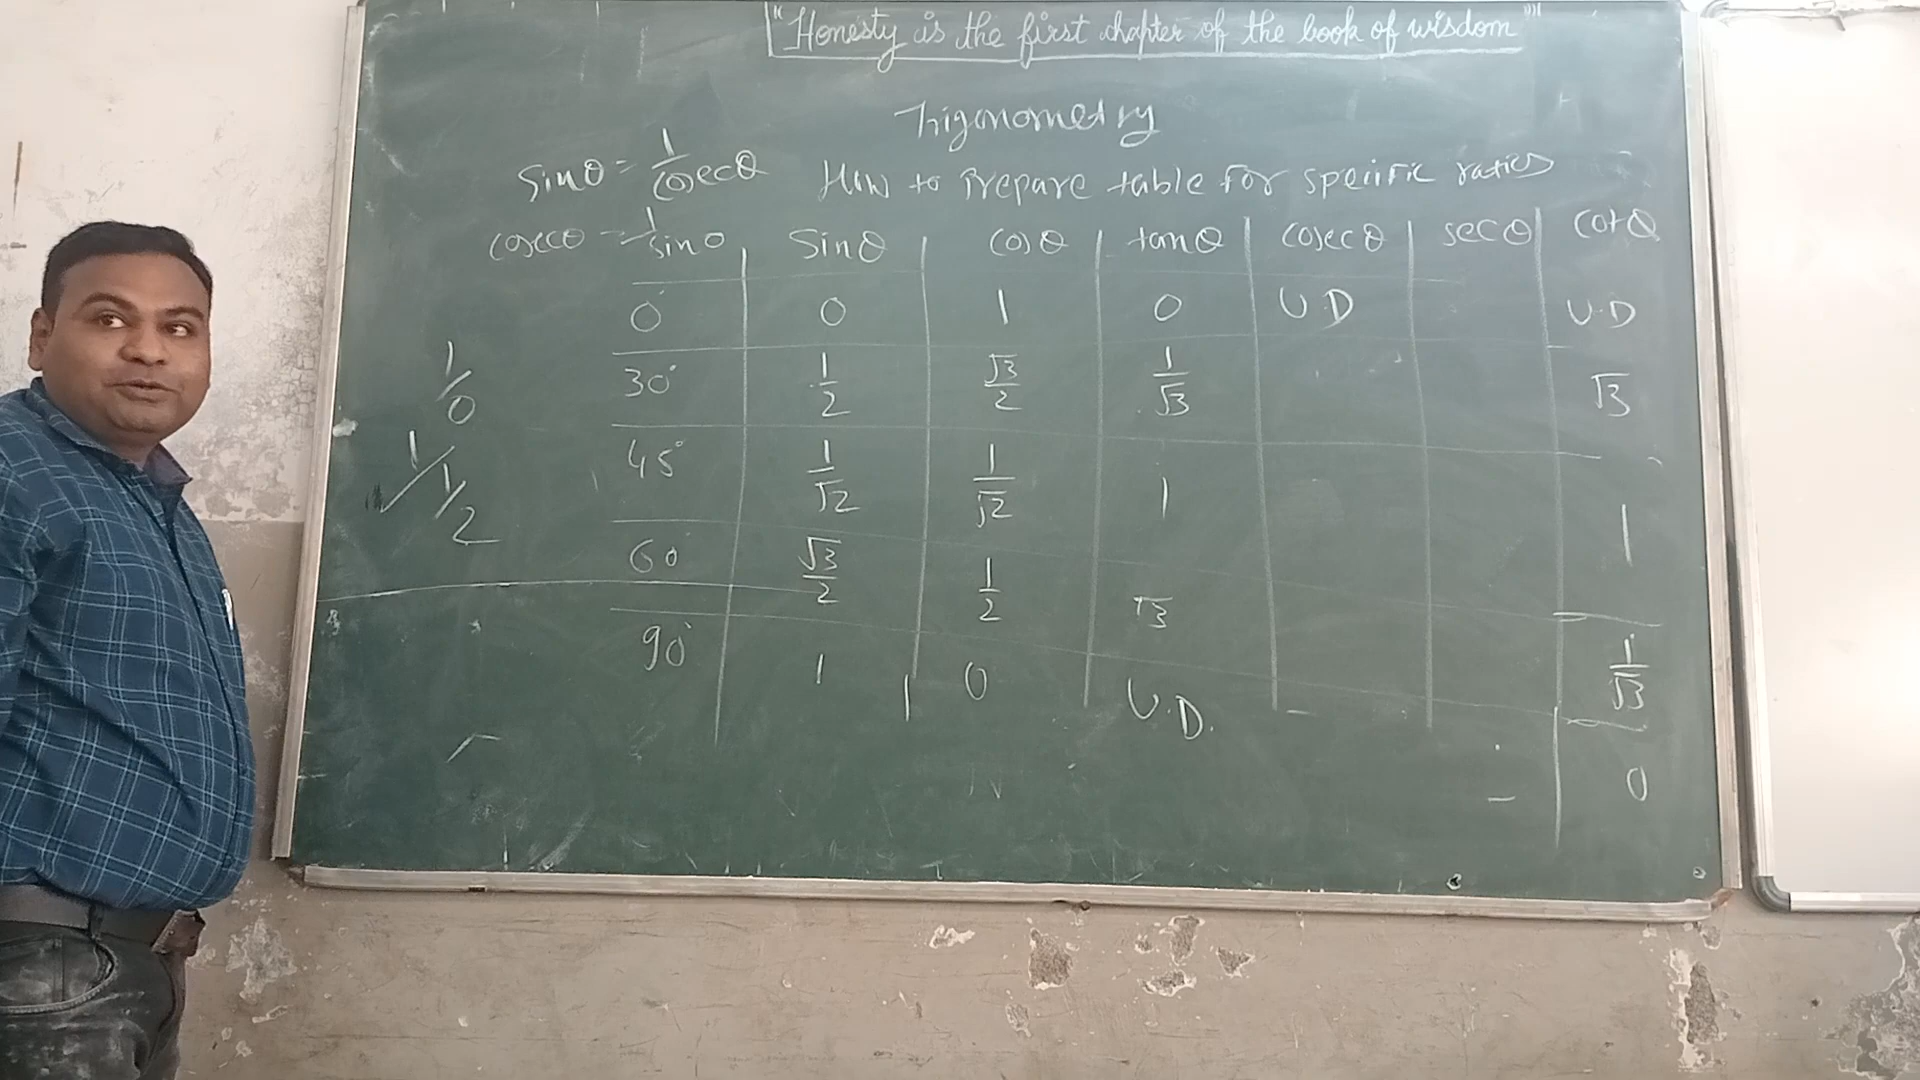 "Honesty is the first chapter of the book of wisdom"
Trigonometry
sinθ = 1/cosecθ How to Prepare table for specific ratios
cosecθ = 1/sinθ sinθ cosθ tanθ cosecθ secθ cotθ
0° 0 1 0 U.D U.D
30° 1/2 √3/2 1/√3 √3
45° 1/√2 1/√2 1 1
60° √3/2 1/2 √3 1/√3
90° 1 0 U.D. 0
1/0
1/1/2